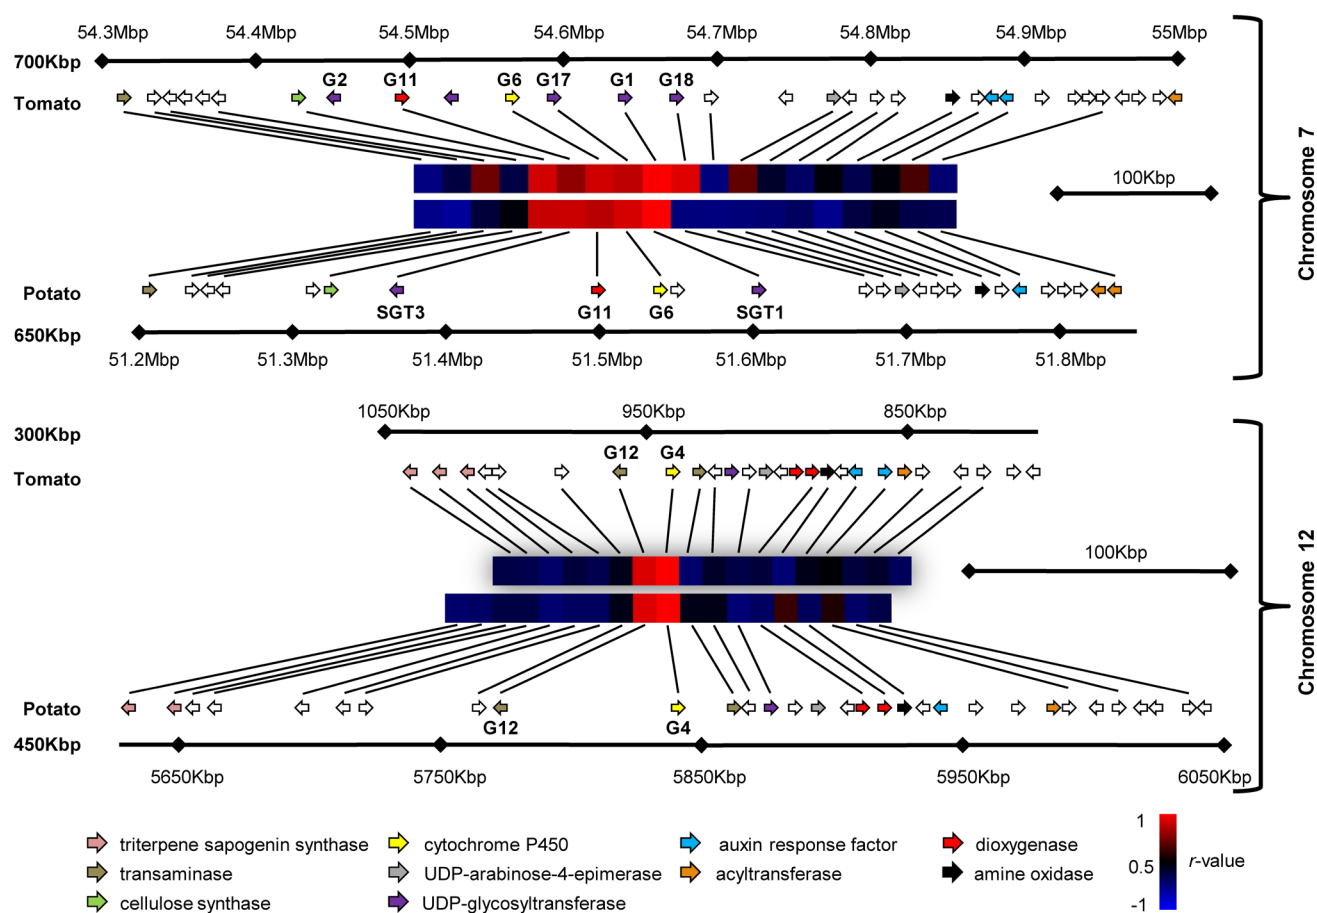 54.3Mbp 54.4Mbp 54.5Mbp 54.6Mbp 54.7Mbp 54.8Mbp 54.9Mbp 55Mbp
700Kbp
G2 G11 G6 G17 G1 G18
Tomato
100Kbp
Chromosome 7
Potato
SGT3 G11 G6 SGT1
650Kbp
51.2Mbp 51.3Mbp 51.4Mbp 51.5Mbp 51.6Mbp 51.7Mbp 51.8Mbp
1050Kbp 950Kbp 850Kbp
300Kbp
G12 G4
Tomato
100Kbp
Chromosome 12
Potato
G12 G4
450Kbp
5650Kbp 5750Kbp 5850Kbp 5950Kbp 6050Kbp
triterpene sapogenin synthase cytochrome P450 auxin response factor dioxygenase
transaminase UDP-arabinose-4-epimerase acyltransferase amine oxidase
cellulose synthase UDP-glycosyltransferase
1
0.5 r-value
-1